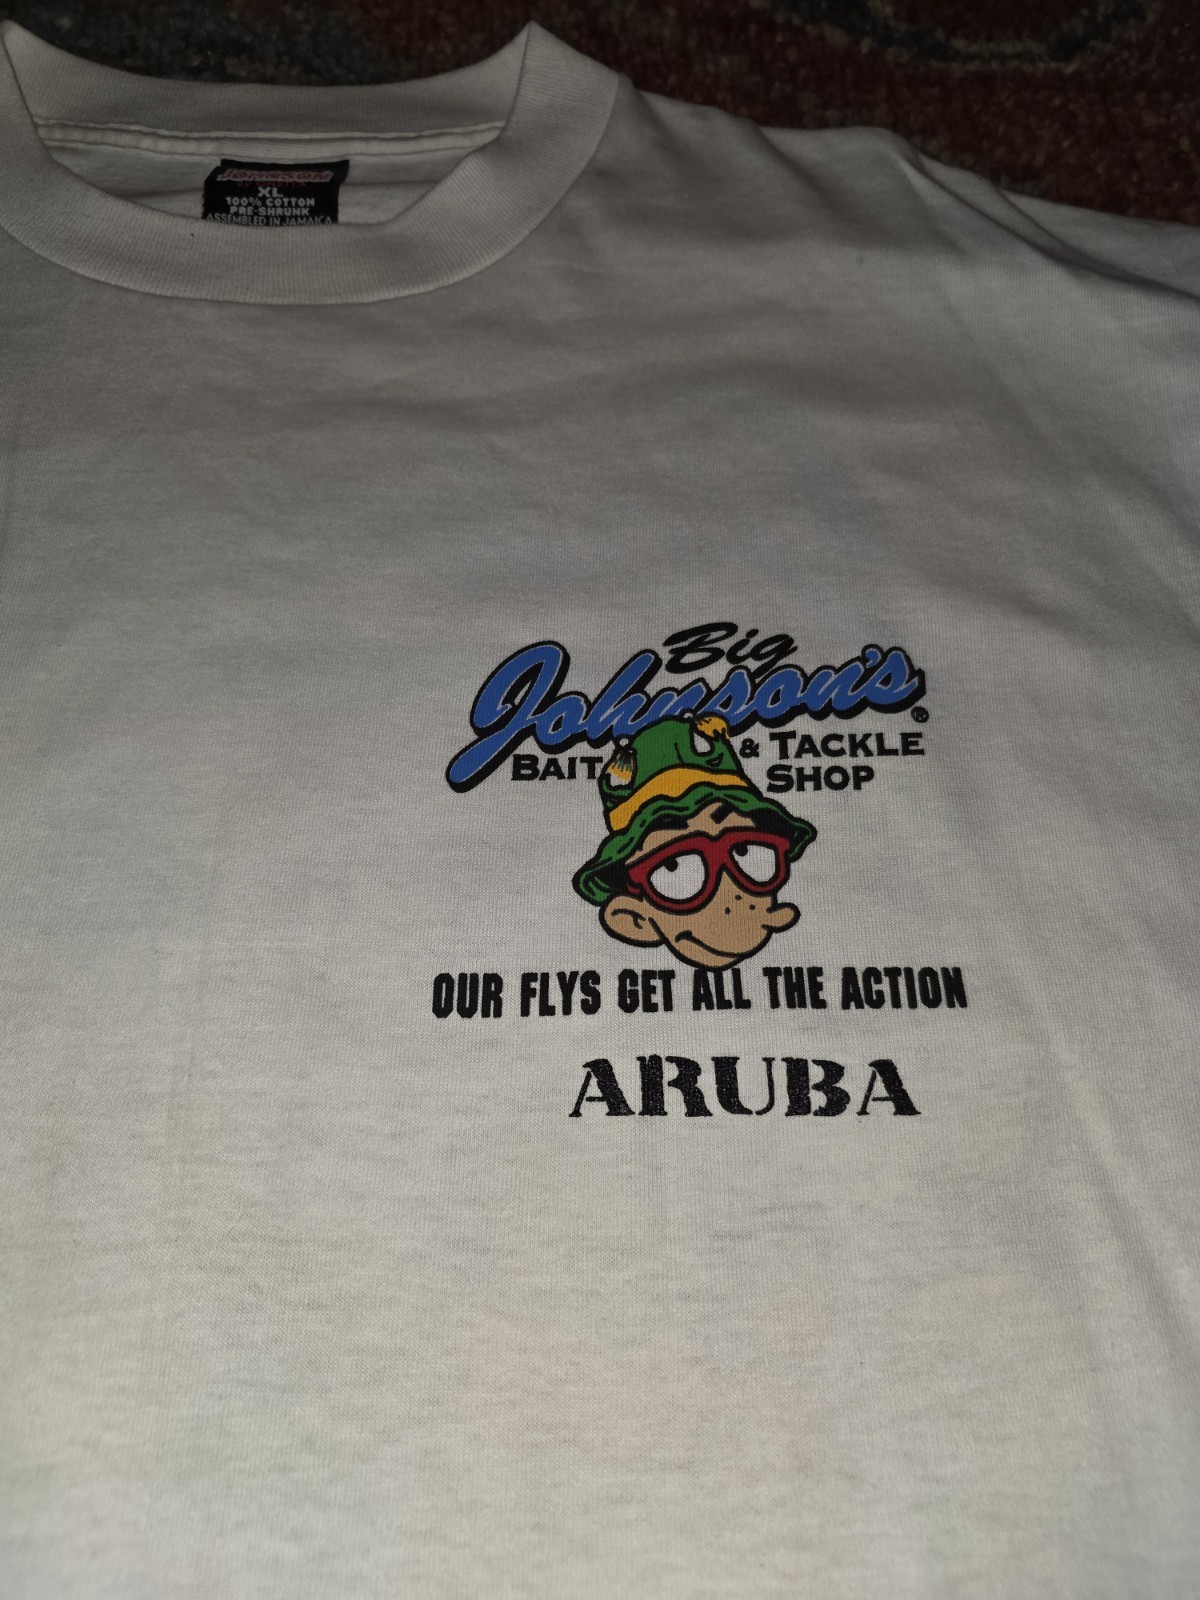 JOHNSON
XL
100% COTTON
PRE-SHRUNK
ASSEMBLED IN JAMAICA
Big
Johnson's®
BAIT & TACKLE
SHOP
OUR FLYS GET ALL THE ACTION
ARUBA